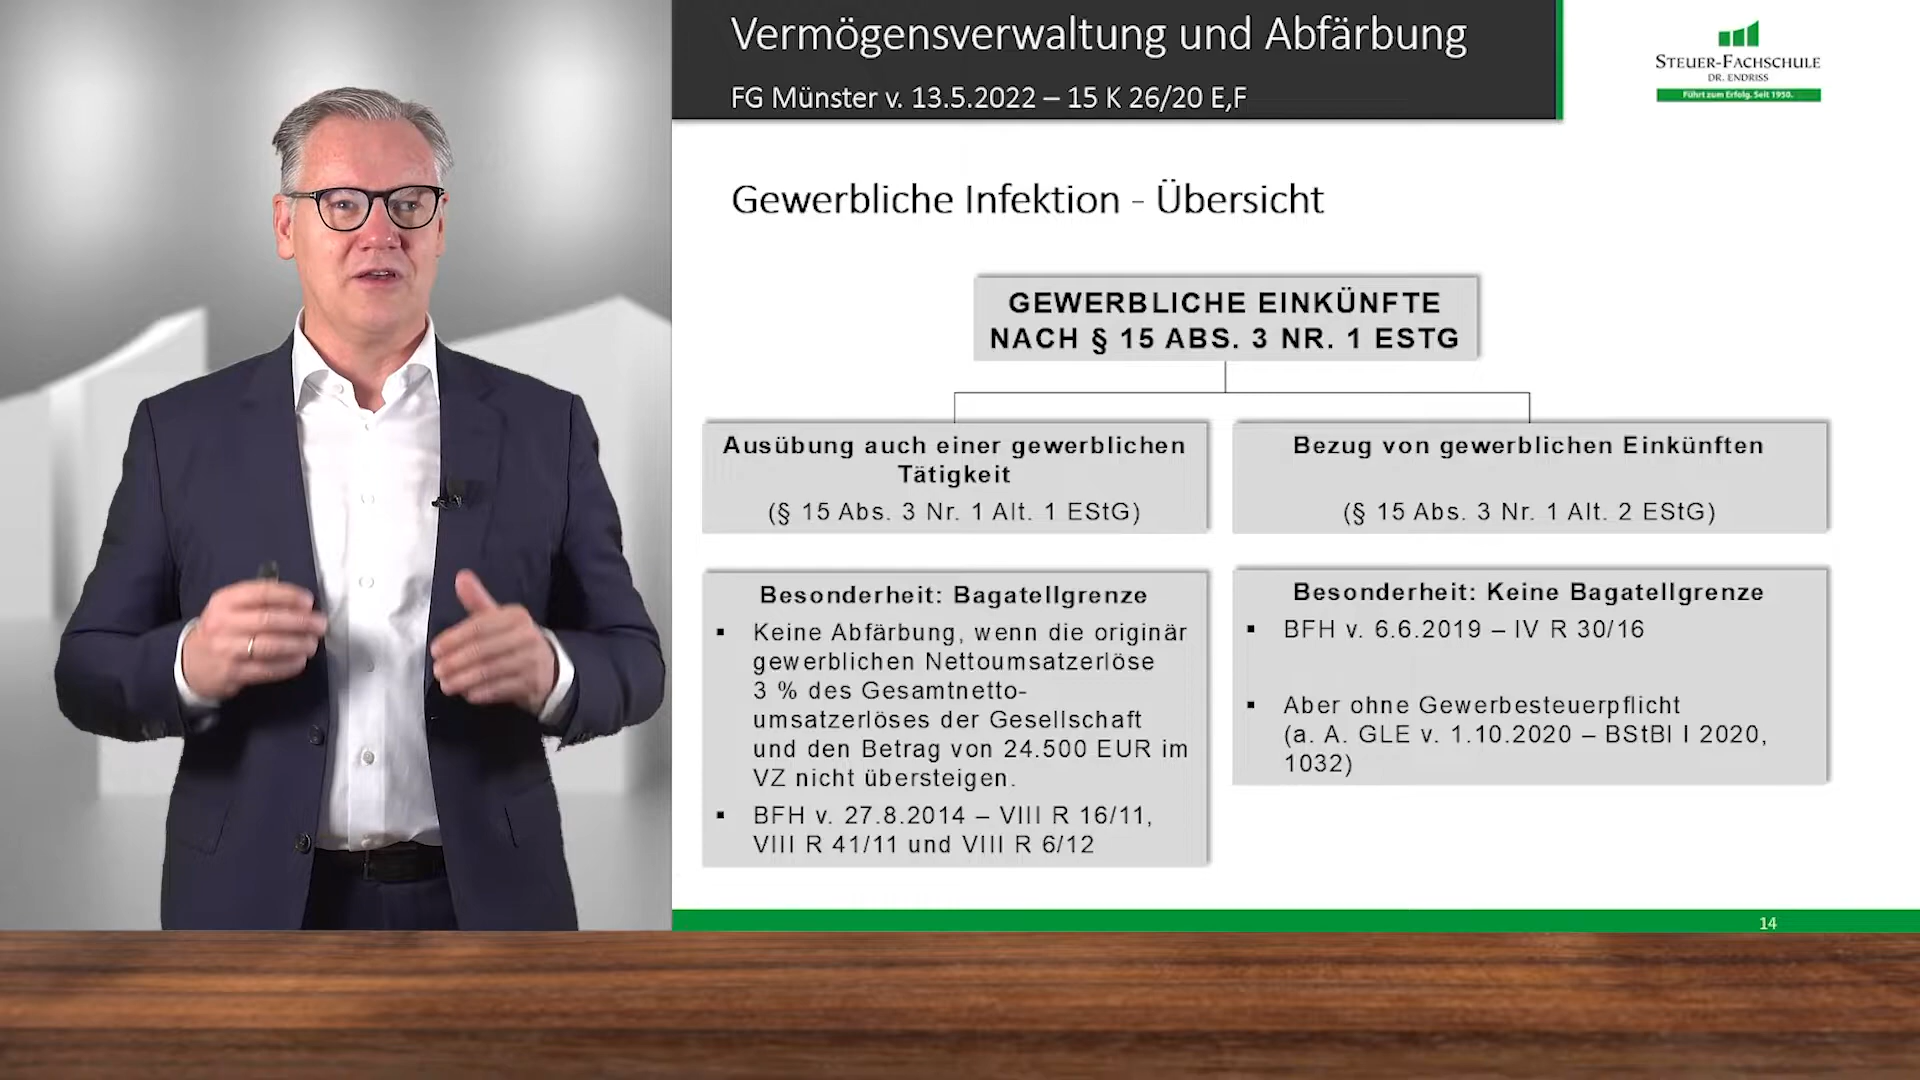 Vermögensverwaltung und Abfärbung
FG Münster v. 13.5.2022 – 15 K 26/20 E,F
STEUER-FACHSCHULE
DR. ENDRISS
Führt zum Erfolg. Seit 1950.
Gewerbliche Infektion - Übersicht
GEWERBLICHE EINKÜNFTE
NACH § 15 ABS. 3 NR. 1 ESTG
Ausübung auch einer gewerblichen
Tätigkeit
(§ 15 Abs. 3 Nr. 1 Alt. 1 EStG)
Bezug von gewerblichen Einkünften
(§ 15 Abs. 3 Nr. 1 Alt. 2 EStG)
Besonderheit: Bagatellgrenze
▪ Keine Abfärbung, wenn die originär
gewerblichen Nettoumsatzerlöse
3 % des Gesamtnetto-
umsatzerlöses der Gesellschaft
und den Betrag von 24.500 EUR im
VZ nicht übersteigen.
▪ BFH v. 27.8.2014 – VIII R 16/11,
VIII R 41/11 und VIII R 6/12
Besonderheit: Keine Bagatellgrenze
▪ BFH v. 6.6.2019 – IV R 30/16
▪ Aber ohne Gewerbesteuerpflicht
(a. A. GLE v. 1.10.2020 – BStBl I 2020,
1032)
14